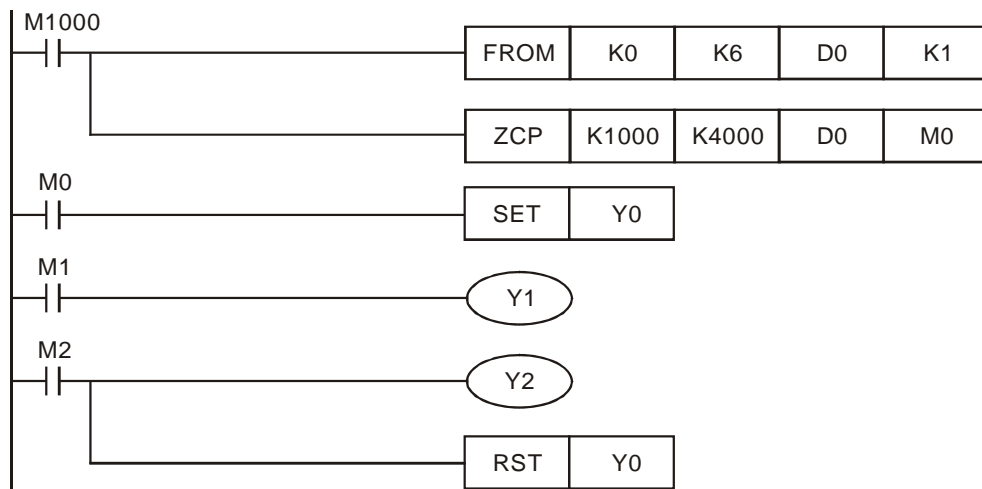 M1000
FROM K0 K6 D0 K1
ZCP K1000 K4000 D0 M0
M0
SET Y0
M1
Y1
M2
Y2
RST Y0